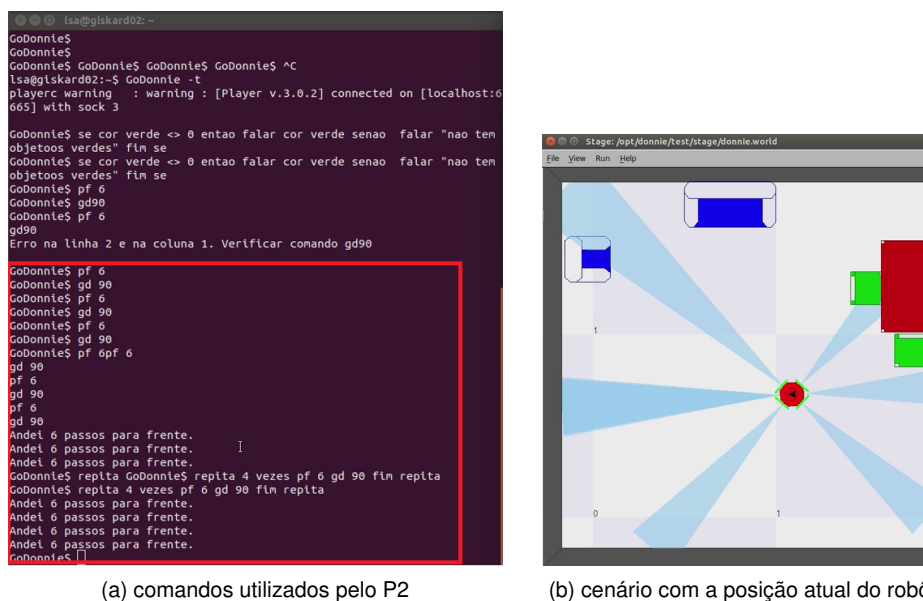 lsa@giskard02: ~
GoDonnie$
GoDonnie$
GoDonnie$ GoDonnie$ GoDonnie$ GoDonnie$ ^C
lsa@giskard02:~$ GoDonnie -t
playerc warning   : warning : [Player v.3.0.2] connected on [localhost:6
665] with sock 3
GoDonnie$ se cor verde <> 0 entao falar cor verde senao  falar "nao tem
objetoos verdes" fim se
GoDonnie$ se cor verde <> 0 entao falar cor verde senao  falar "nao tem
objetoos verdes" fim se
GoDonnie$ pf 6
GoDonnie$ gd90
GoDonnie$ pf 6
gd90
Erro na linha 2 e na coluna 1. Verificar comando gd90
GoDonnie$ pf 6
GoDonnie$ gd 90
GoDonnie$ pf 6
GoDonnie$ gd 90
GoDonnie$ pf 6
GoDonnie$ gd 90
GoDonnie$ pf 6pf 6
gd 90
pf 6
gd 90
pf 6
gd 90
Andei 6 passos para frente.
Andei 6 passos para frente.
Andei 6 passos para frente.
GoDonnie$ repita GoDonnie$ repita 4 vezes pf 6 gd 90 fim repita
GoDonnie$ repita 4 vezes pf 6 gd 90 fim repita
Andei 6 passos para frente.
Andei 6 passos para frente.
Andei 6 passos para frente.
Andei 6 passos para frente.
GoDonnie$
(a) comandos utilizados pelo P2
Stage: /opt/donnie/test/stage/donnie.world
File View Run Help
1
0
1
(b) cenário com a posição atual do robô